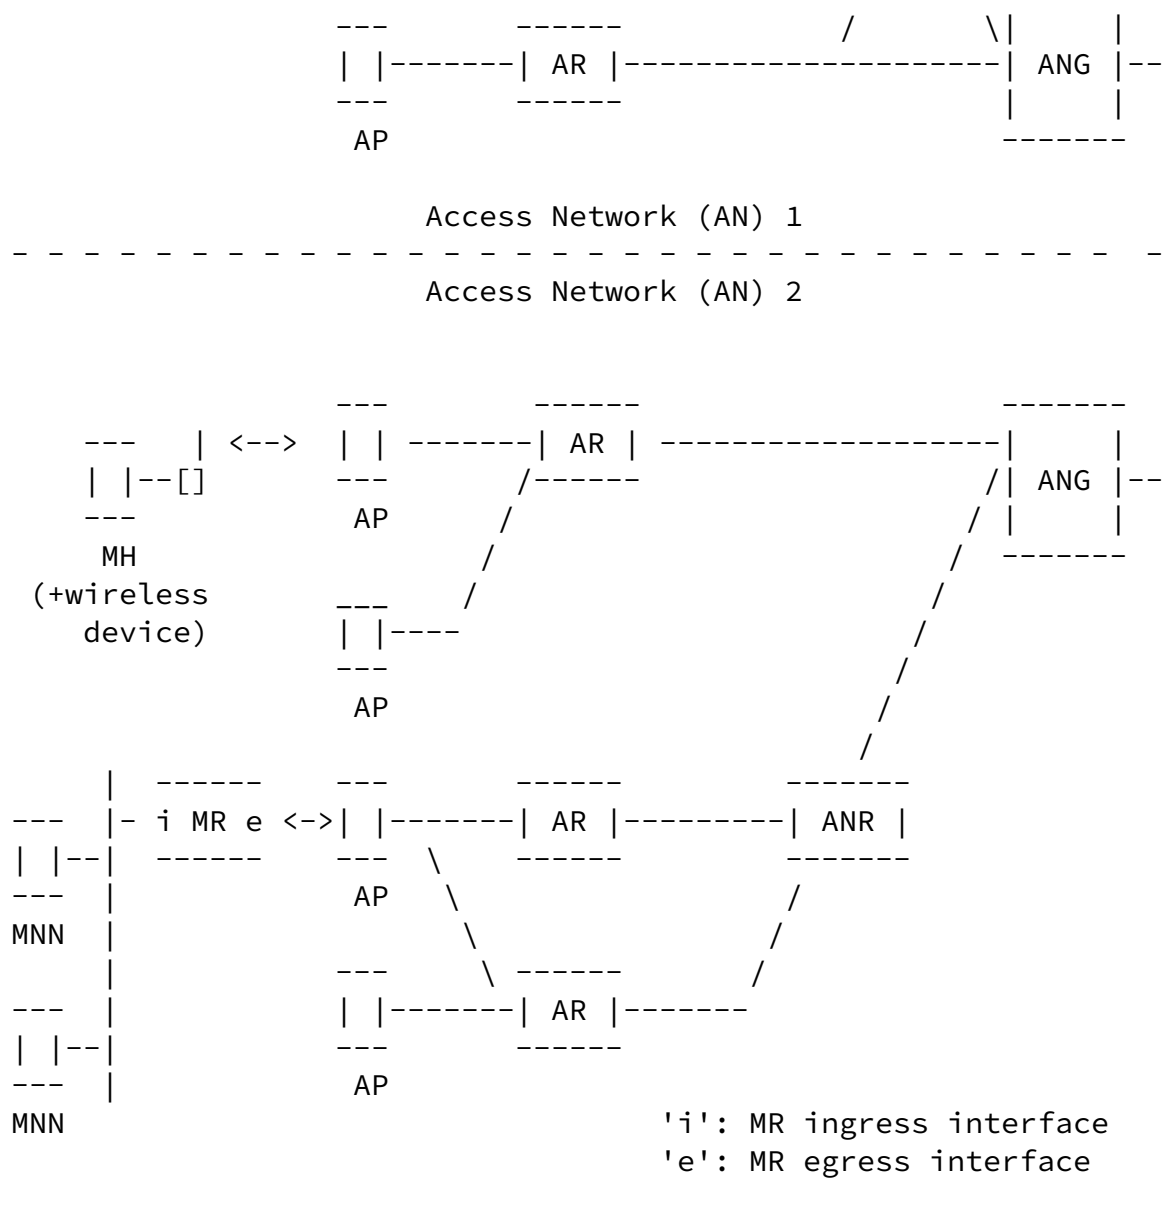 AR ANG
AP
Access Network (AN) 1
Access Network (AN) 2
AR
ANG
AP
MH
(+wireless
device)
AP
i MR e <-> AR ANR
AP
MNN
AR
AP
MNN 'i': MR ingress interface
'e': MR egress interface